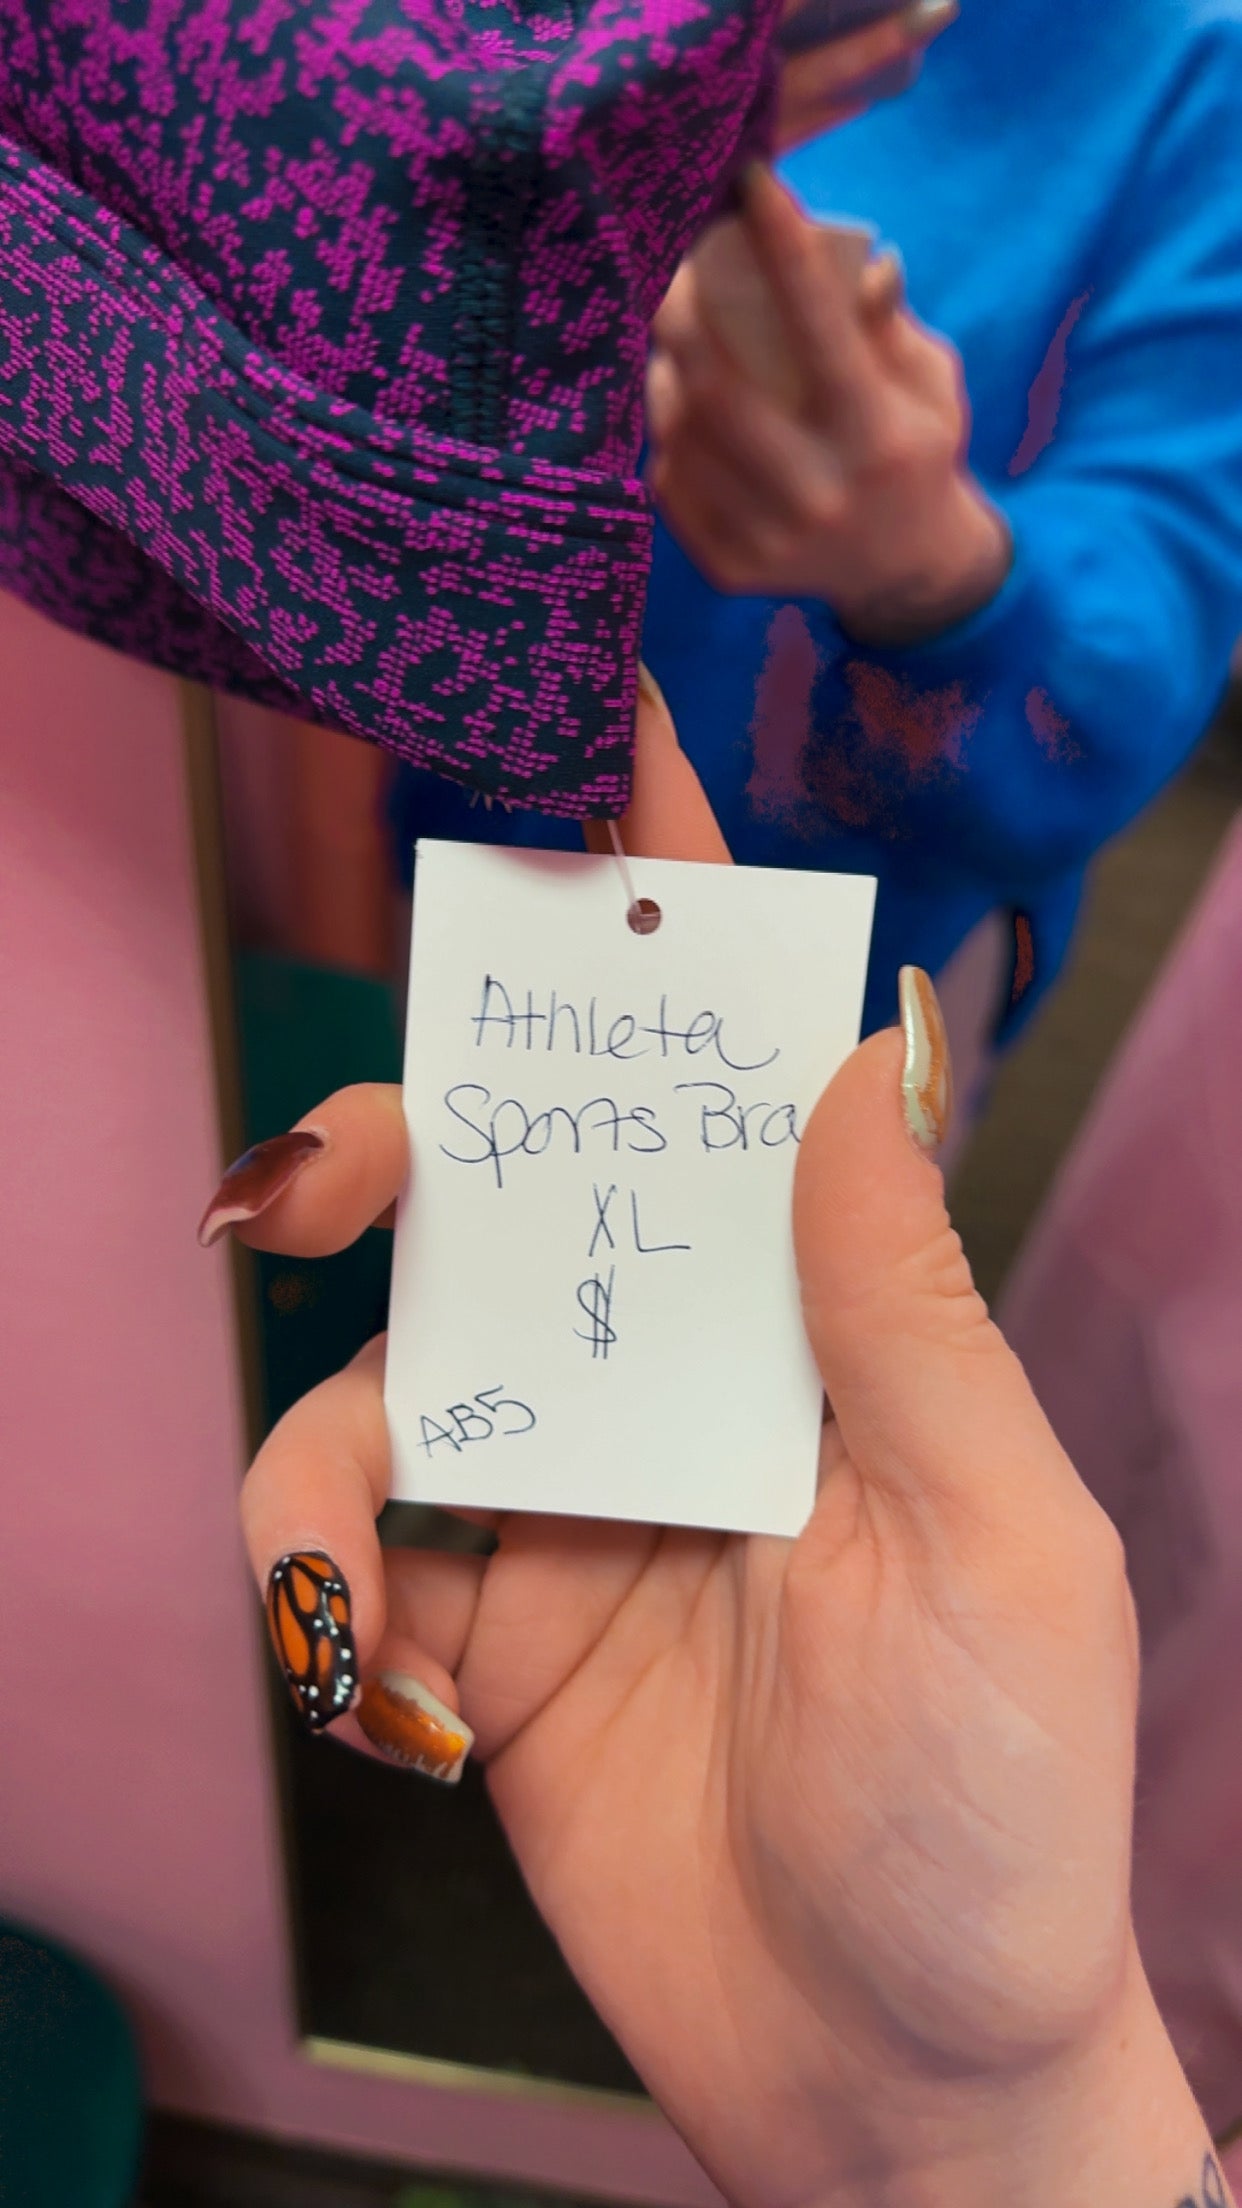 Athleta
Sports Bra
XL
$
AB5